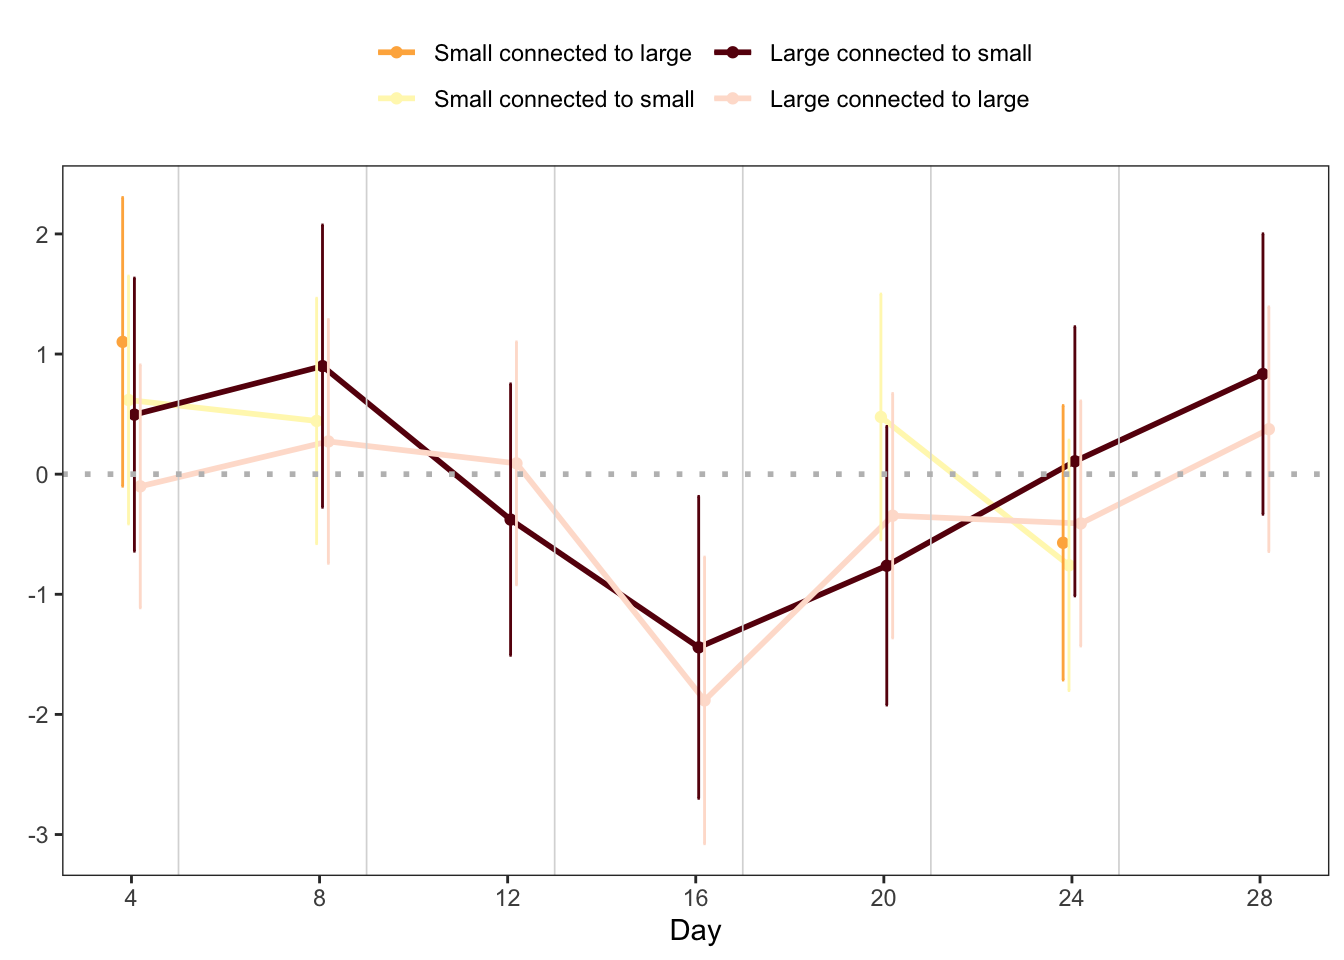 Small connected to large Large connected to small
Small connected to small Large connected to large
2
1
0
-1
-2
-3
4 8 12 16 20 24 28
Day